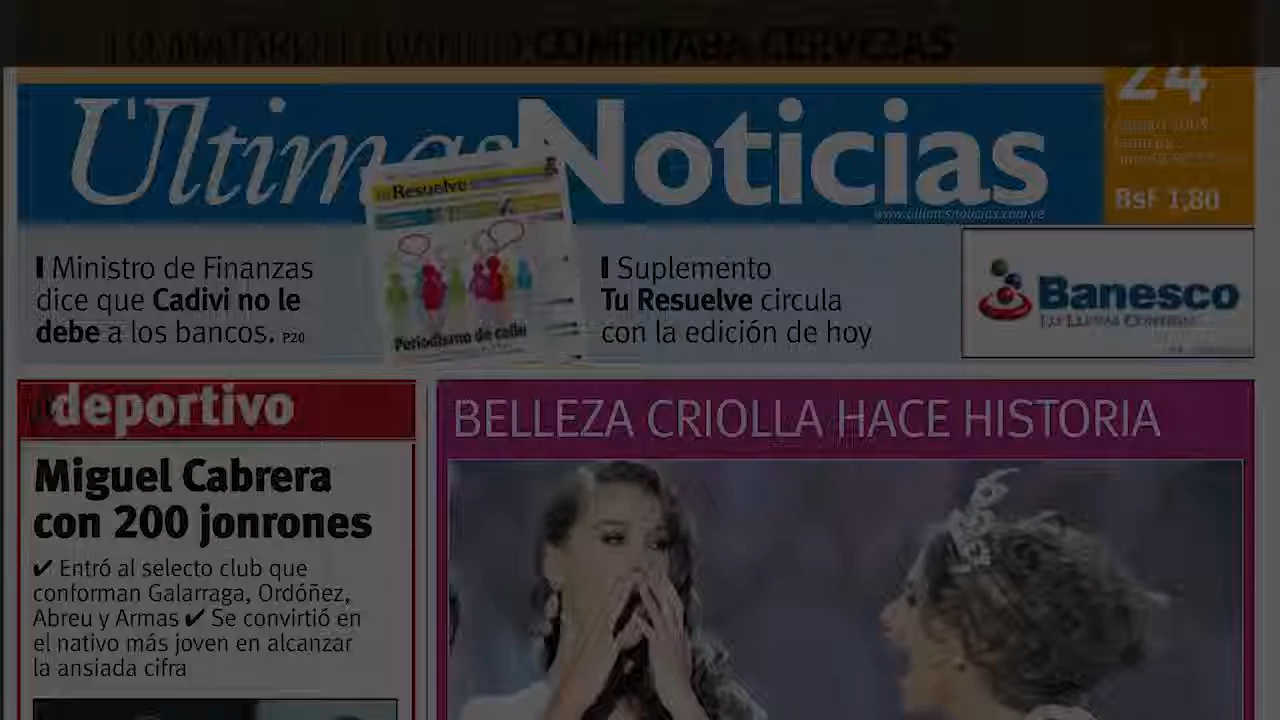 COMPRABA CERVEZAS
24
Últimas Noticias
www.ultimasnoticias.com.ve
BsF 1,80
Tu Resuelve
Periodismo de calle
Ministro de Finanzas
dice que Cadivi no le
debe a los bancos. P20
Suplemento
Tu Resuelve circula
con la edición de hoy
Banesco
deportivo
Miguel Cabrera
con 200 jonrones
✔ Entró al selecto club que
conforman Galarraga, Ordóñez,
Abreu y Armas ✔ Se convirtió en
el nativo más joven en alcanzar
la ansiada cifra
BELLEZA CRIOLLA HACE HISTORIA